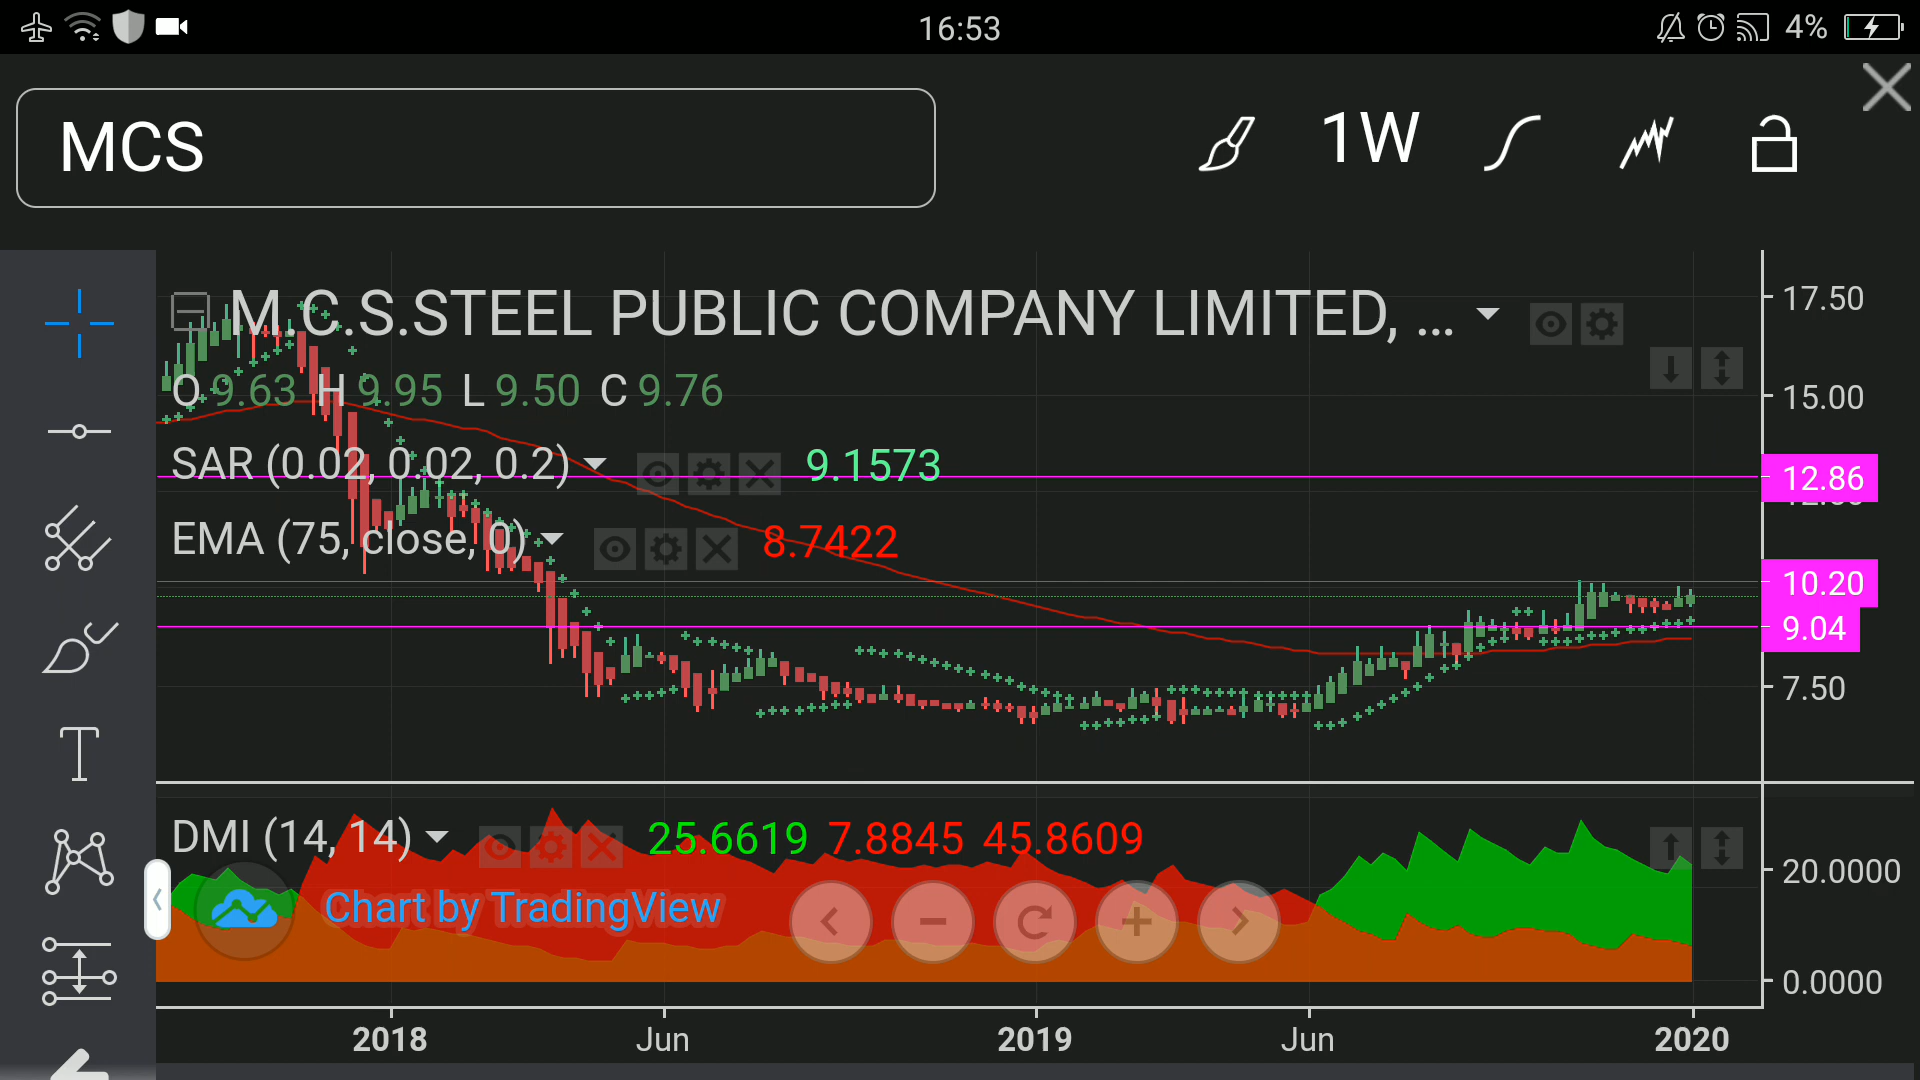 16:53
4%
MCS
1W
M.C.S.STEEL PUBLIC COMPANY LIMITED, ...
O 9.63 H 9.95 L 9.50 C 9.76
SAR (0.02, 0.02, 0.2) 9.1573
EMA (75, close, 0) 8.7422
17.50
15.00
12.86
10.20
9.04
7.50
DMI (14, 14) 25.6619 7.8845 45.8609
Chart by TradingView
20.0000
0.0000
2018 Jun 2019 Jun 2020
T